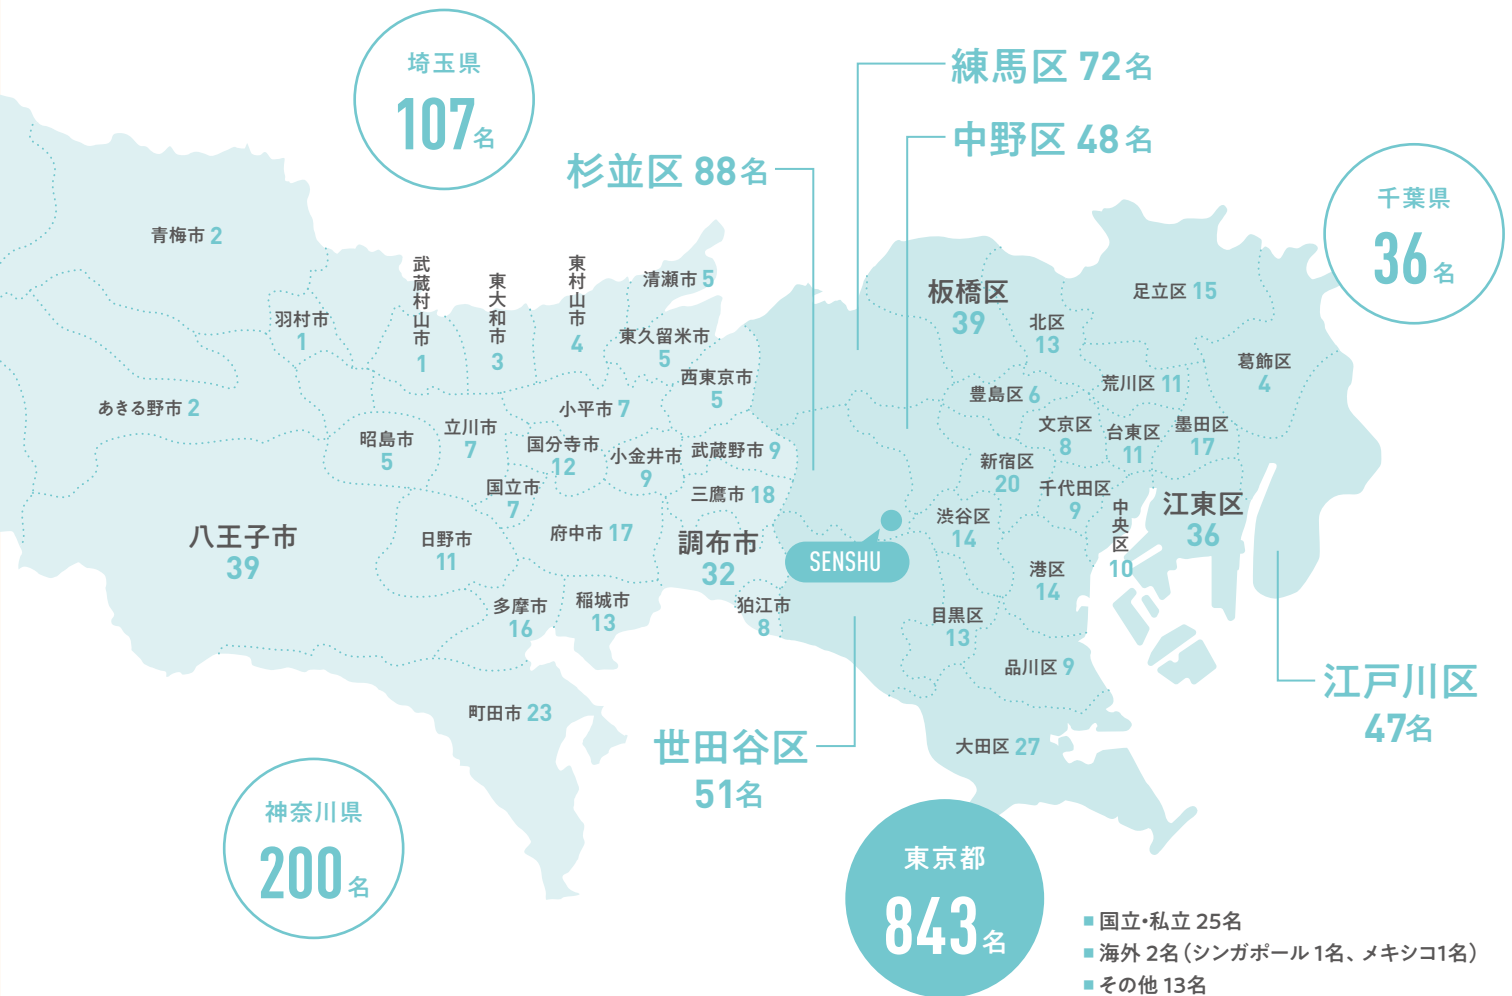 埼玉県
107名
練馬区 72名
中野区 48名
杉並区 88名
千葉県
36名
青梅市 2
羽村市
1
武蔵村山市
1
東大和市
3
東村山市
4
清瀬市 5
東久留米市
5
西東京市
5
あきる野市 2
昭島市
5
立川市
7
小平市 7
国分寺市
12
小金井市
9
武蔵野市 9
三鷹市 18
国立市
7
府中市 17
八王子市
39
日野市
11
調布市
32
多摩市
16
稲城市
13
狛江市
8
町田市 23
板橋区
39
北区
13
足立区 15
葛飾区
4
荒川区 11
豊島区 6
文京区
8
台東区
11
墨田区
17
新宿区
20
千代田区
9
中央区
10
江東区
36
渋谷区
14
SENSHU
港区
14
目黒区
13
品川区 9
大田区 27
江戸川区
47名
世田谷区
51名
神奈川県
200名
東京都
843名
■ 国立・私立 25名
■ 海外 2名（シンガポール 1名、メキシコ1名）
■ その他 13名